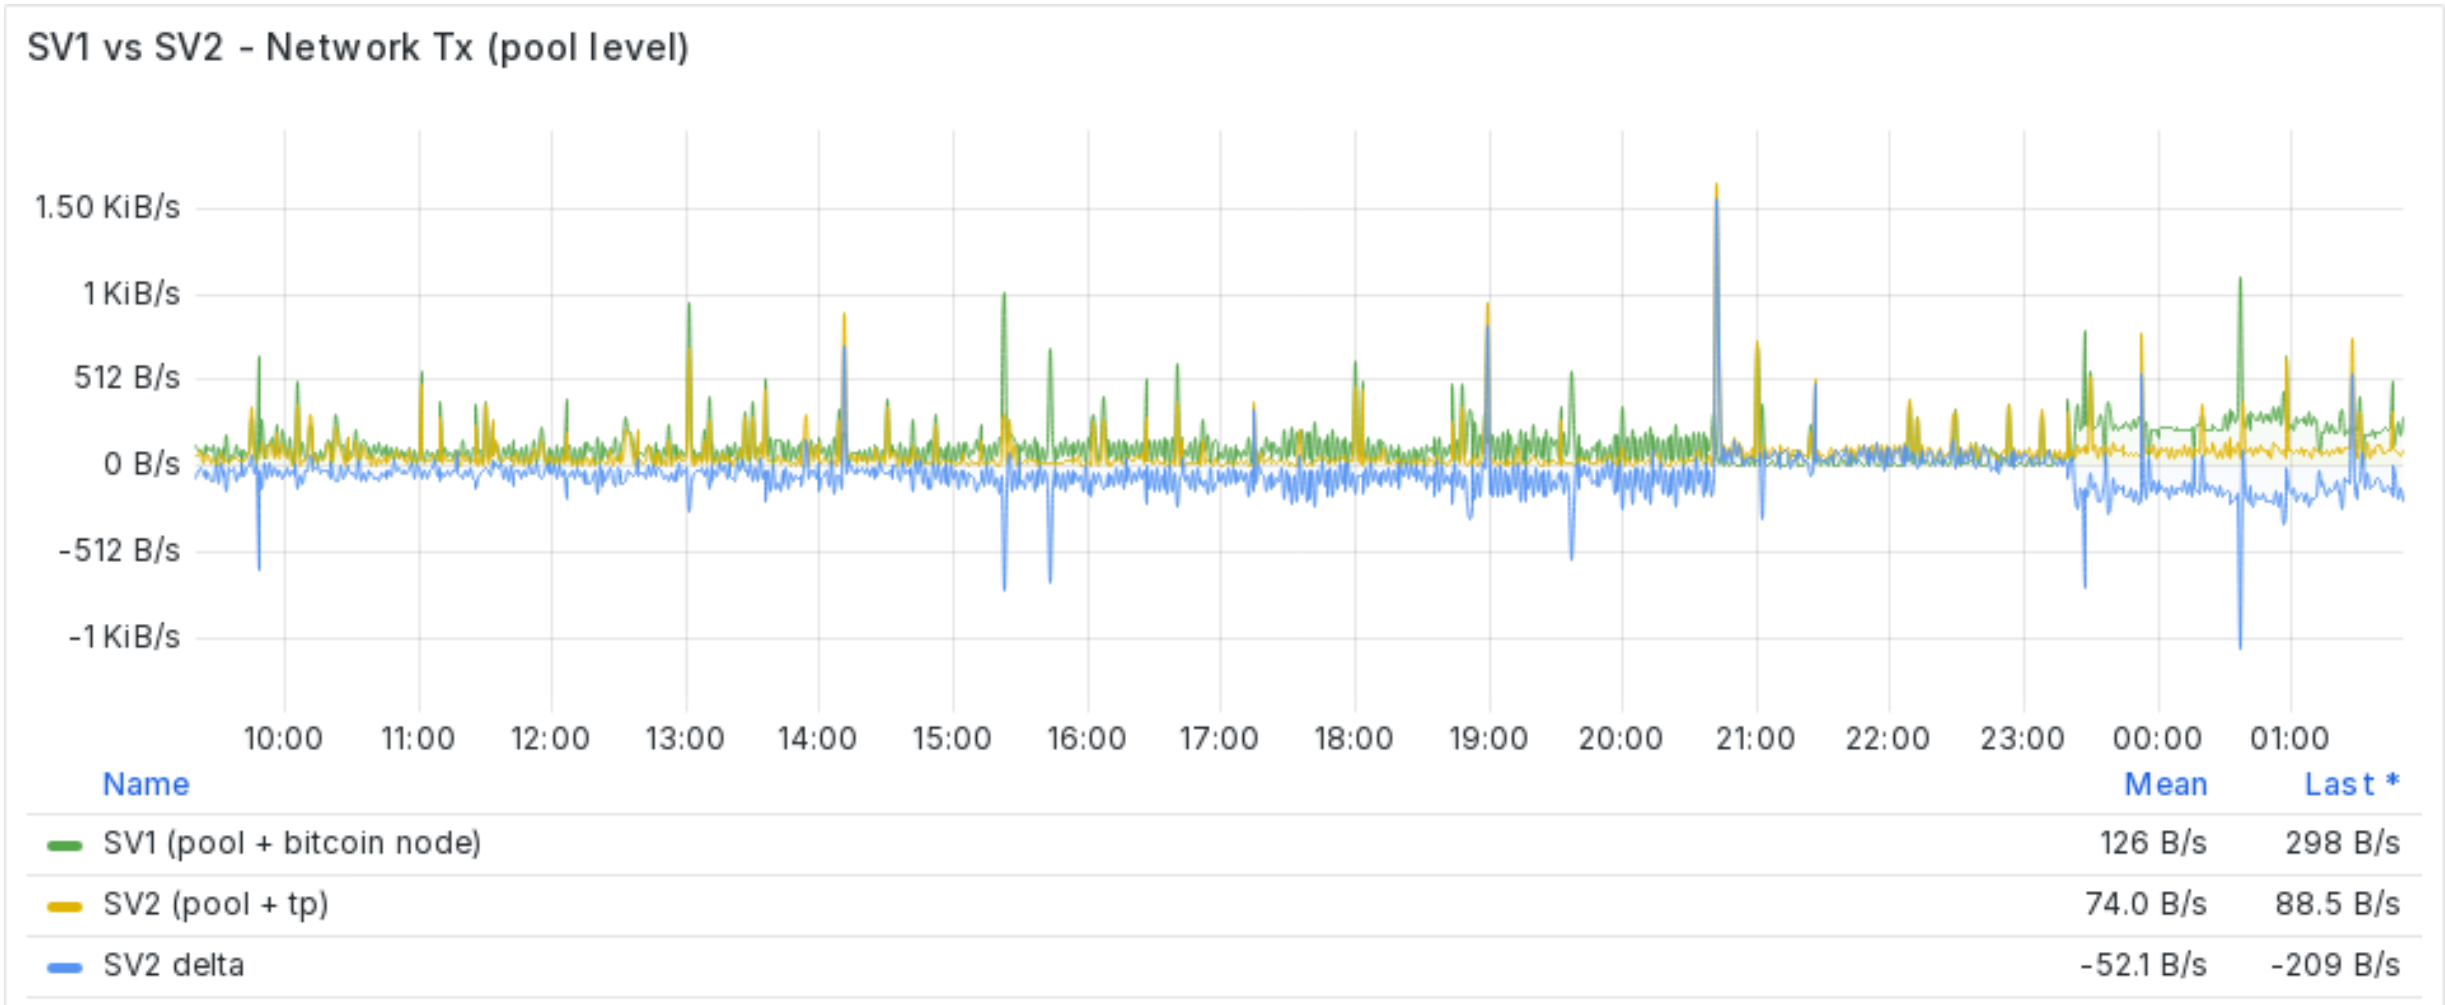 SV1 vs SV2 - Network Tx (pool level)
1.50 KiB/s
1 KiB/s
512 B/s
0 B/s
-512 B/s
-1 KiB/s
10:00 11:00 12:00 13:00 14:00 15:00 16:00 17:00 18:00 19:00 20:00 21:00 22:00 23:00 00:00 01:00
Name Mean Last *
SV1 (pool + bitcoin node) 126 B/s 298 B/s
SV2 (pool + tp) 74.0 B/s 88.5 B/s
SV2 delta -52.1 B/s -209 B/s